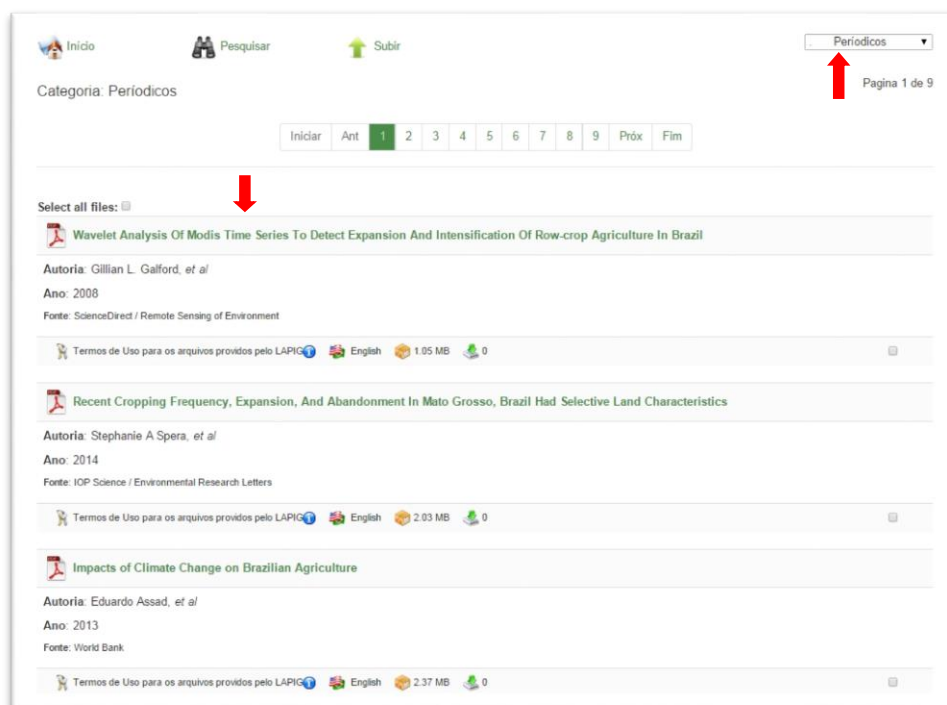 Início Pesquisar Subir . Períodicos
Categoria: Períodicos Pagina 1 de 9
Iniciar Ant 1 2 3 4 5 6 7 8 9 Próx Fim
Select all files:
Wavelet Analysis Of Modis Time Series To Detect Expansion And Intensification Of Row-crop Agriculture In Brazil
Autoria: Gillian L. Galford, et al
Ano: 2008
Fonte: ScienceDirect / Remote Sensing of Environment
Termos de Uso para os arquivos providos pelo LAPIG English 1.05 MB 0
Recent Cropping Frequency, Expansion, And Abandonment In Mato Grosso, Brazil Had Selective Land Characteristics
Autoria: Stephanie A Spera, et al
Ano: 2014
Fonte: IOP Science / Environmental Research Letters
Termos de Uso para os arquivos providos pelo LAPIG English 2.03 MB 0
Impacts of Climate Change on Brazilian Agriculture
Autoria: Eduardo Assad, et al
Ano: 2013
Fonte: World Bank
Termos de Uso para os arquivos providos pelo LAPIG English 2.37 MB 0